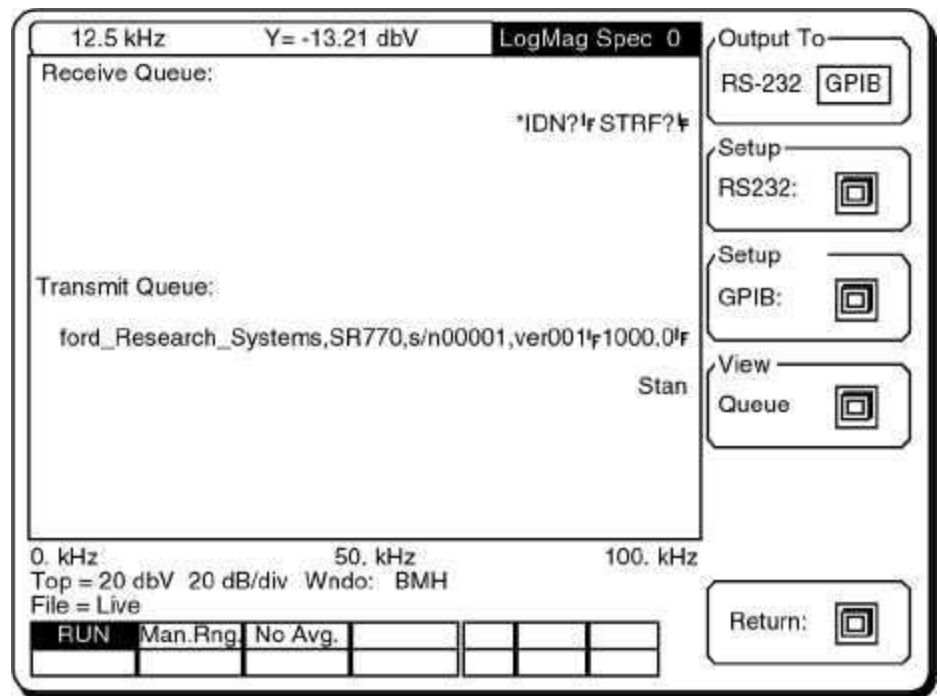 12.5 kHz Y= -13.21 dbV LogMag Spec 0
Receive Queue:
*IDN?␊STRF?␊
Transmit Queue:
ford_Research_Systems,SR770,s/n00001,ver001␊1000.0␊
Stan
0. kHz 50. kHz 100. kHz
Top = 20 dbV 20 dB/div Wndo: BMH
File = Live
RUN Man.Rng. No Avg.
Output To
RS-232 GPIB
Setup
RS232:
Setup
GPIB:
View
Queue
Return: